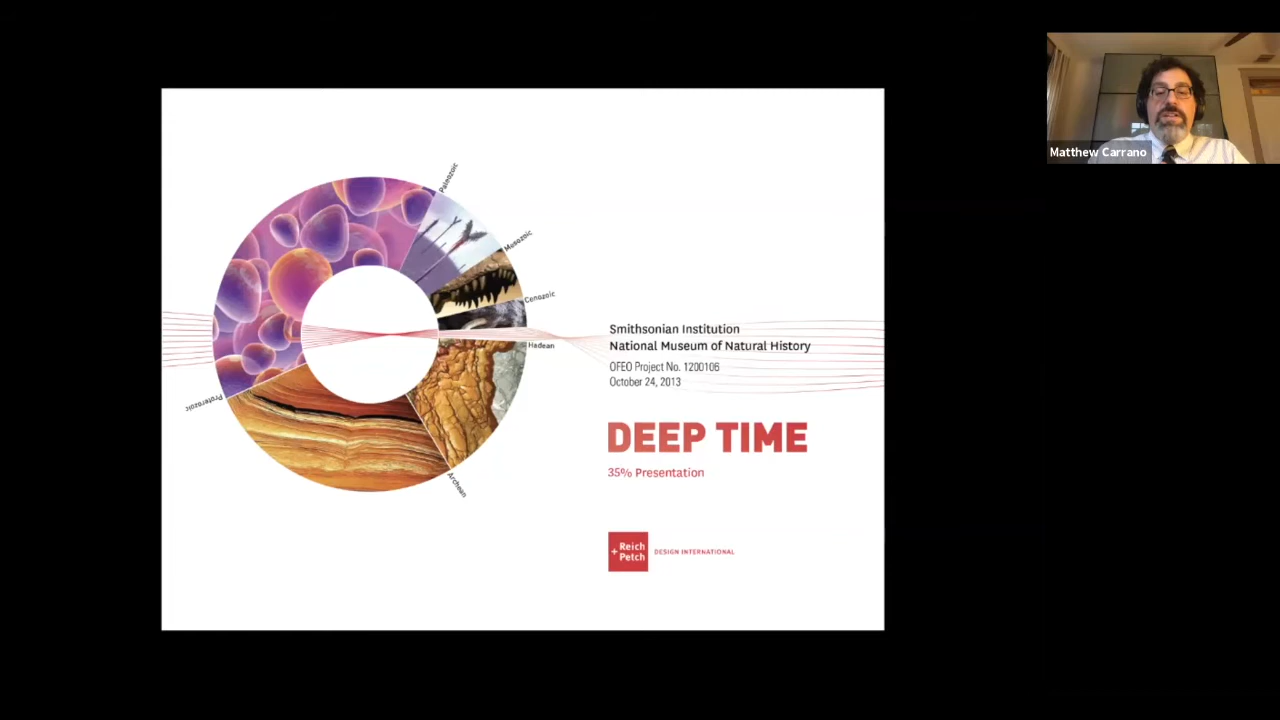 Matthew Carrano
Paleozoic
Mesozoic
Cenozoic
Hadean
Proterozoic
Archean
Smithsonian Institution
National Museum of Natural History
OFEO Project No. 1200106
October 24, 2013
DEEP TIME
35% Presentation
+Reich
Petch
DESIGN INTERNATIONAL